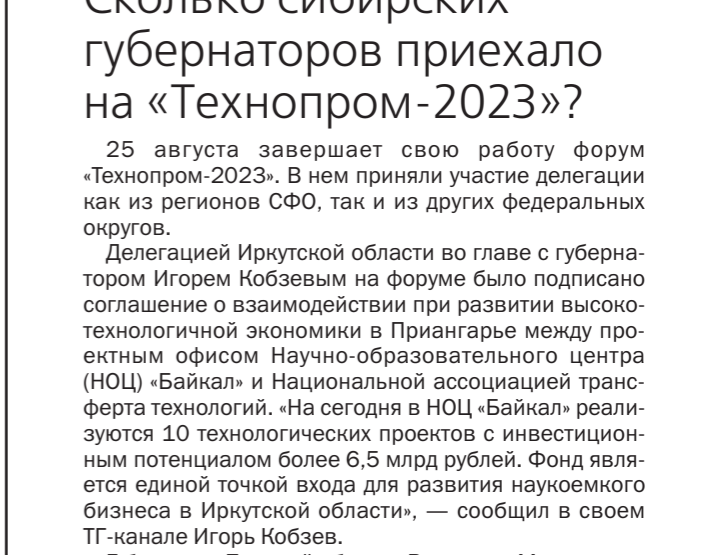 Сколько сибирских
губернаторов приехало
на «Технопром-2023»?
25 августа завершает свою работу форум
«Технопром-2023». В нем приняли участие делегации
как из регионов СФО, так и из других федеральных
округов.
Делегацией Иркутской области во главе с губерна-
тором Игорем Кобзевым на форуме было подписано
соглашение о взаимодействии при развитии высоко-
технологичной экономики в Приангарье между про-
ектным офисом Научно-образовательного центра
(НОЦ) «Байкал» и Национальной ассоциацией транс-
ферта технологий. «На сегодня в НОЦ «Байкал» реали-
зуются 10 технологических проектов с инвестицион-
ным потенциалом более 6,5 млрд рублей. Фонд явля-
ется единой точкой входа для развития наукоемкого
бизнеса в Иркутской области», — сообщил в своем
ТГ-канале Игорь Кобзев.